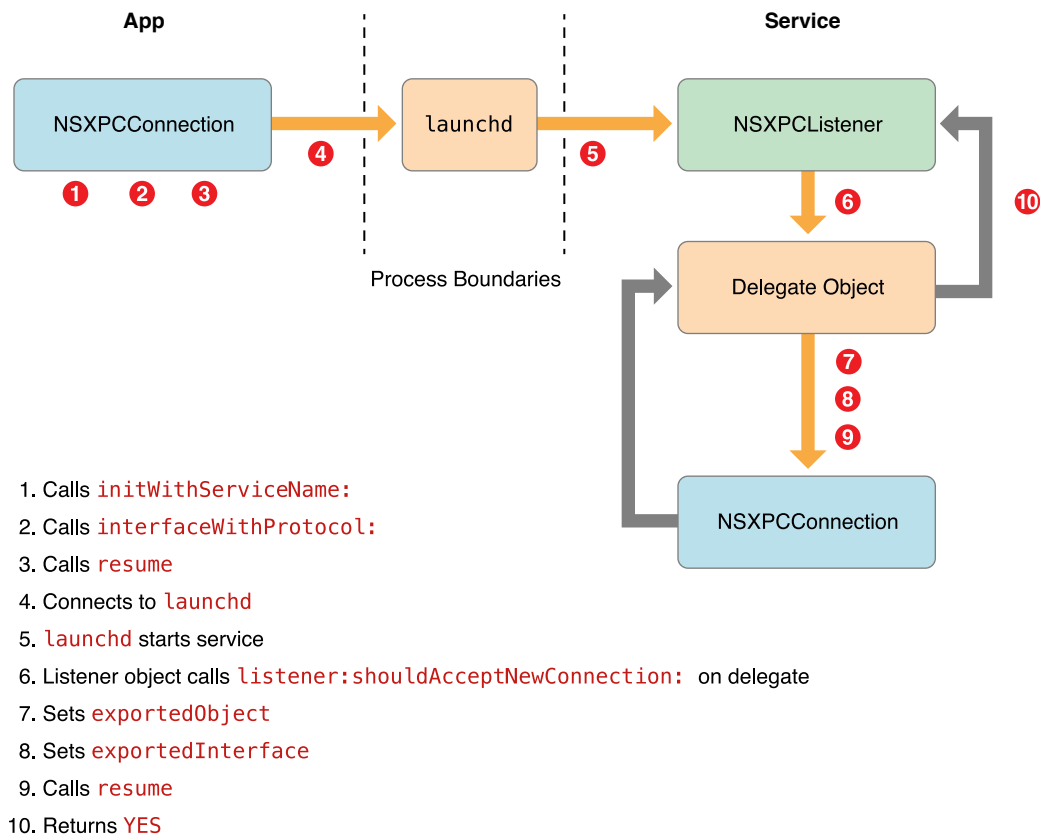 App
Service
NSXPCConnection
launchd
NSXPCListener
4
5
1
2
3
6
10
Process Boundaries
Delegate Object
7
8
9
NSXPCConnection
1. Calls initWithServiceName:
2. Calls interfaceWithProtocol:
3. Calls resume
4. Connects to launchd
5. launchd starts service
6. Listener object calls listener:shouldAcceptNewConnection: on delegate
7. Sets exportedObject
8. Sets exportedInterface
9. Calls resume
10. Returns YES